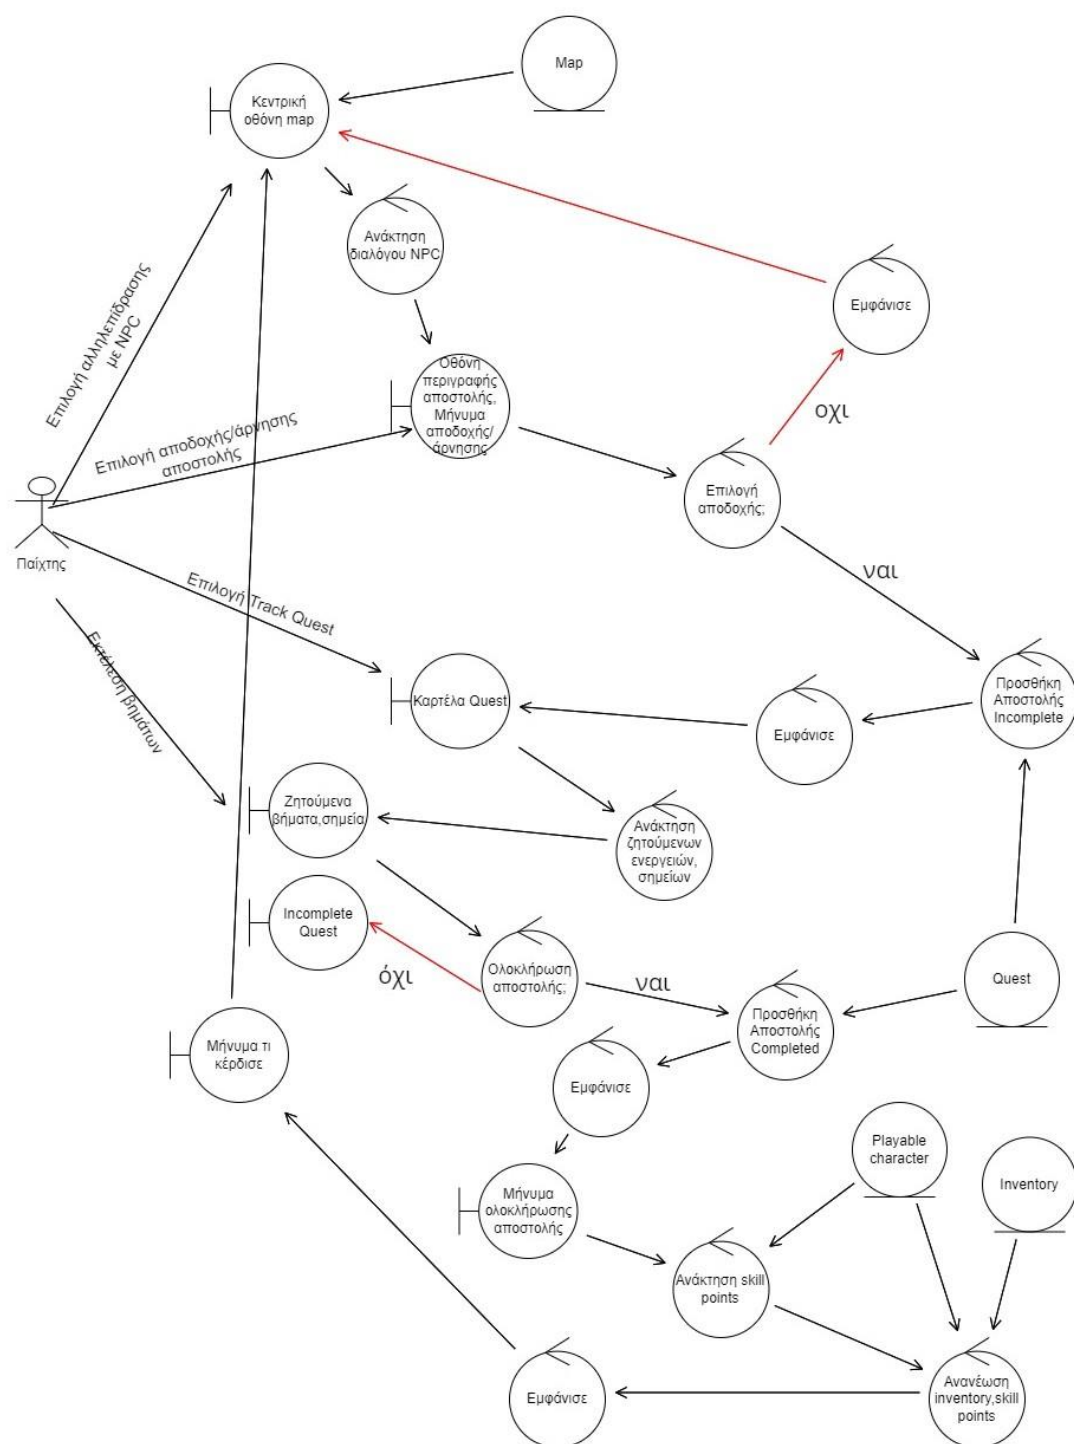 Map
Κεντρική
οθόνη map
Ανάκτηση
διαλόγου NPC
Εμφάνισε
Επιλογή αλληλεπίδρασης
με NPC
Οθόνη
περιγραφής
αποστολής,
Μήνυμα
αποδοχής/
άρνησης
οχι
Επιλογή αποδοχής/άρνησης
αποστολής
Επιλογή
αποδοχής;
Παίχτης
ναι
Επιλογή Track Quest
Εκτέλεση βημάτων
Καρτέλα Quest
Εμφάνισε
Προσθήκη
Αποστολής
Incomplete
Ζητούμενα
βήματα,σημεία
Ανάκτηση
ζητούμενων
ενεργειών,
σημείων
Incomplete
Quest
όχι
Ολοκλήρωση
αποστολής;
ναι
Quest
Προσθήκη
Αποστολής
Completed
Μήνυμα τι
κέρδισε
Εμφάνισε
Playable
character
Inventory
Μήνυμα
ολοκλήρωσης
αποστολής
Ανάκτηση skill
points
Εμφάνισε
Ανανέωση
inventory,skill
points